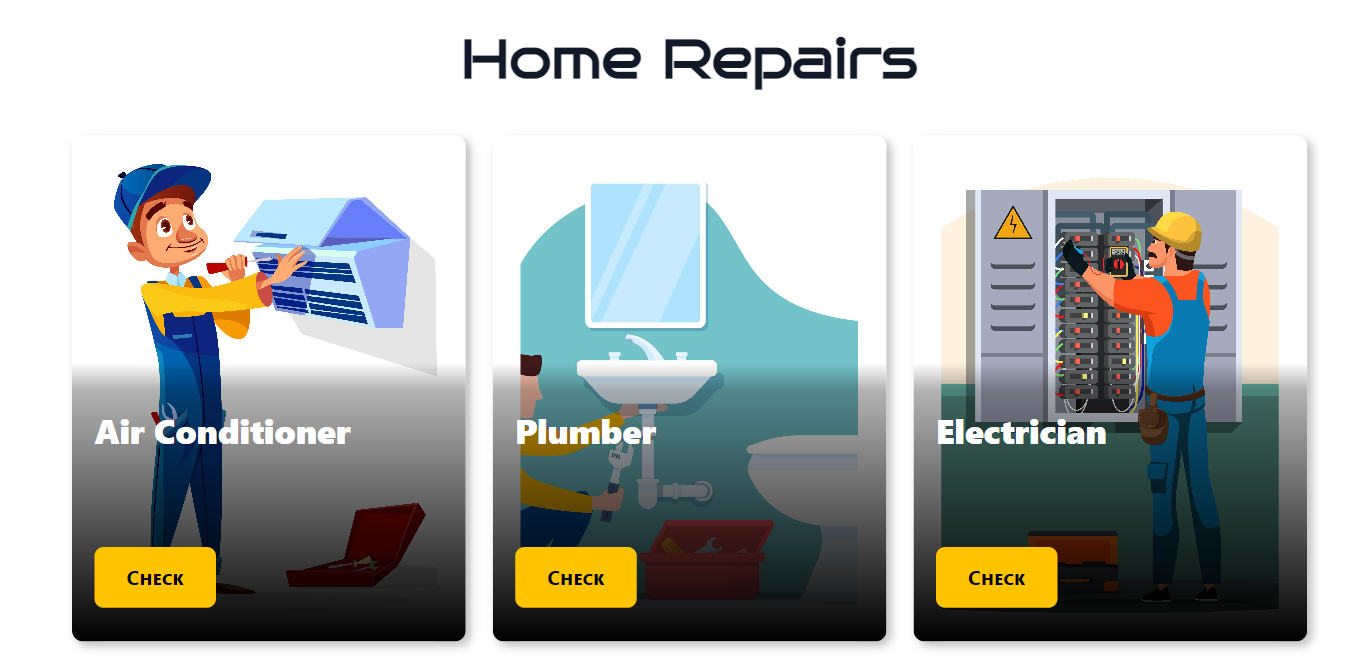 Home Repairs
Air Conditioner
Plumber
Electrician
Check
Check
Check